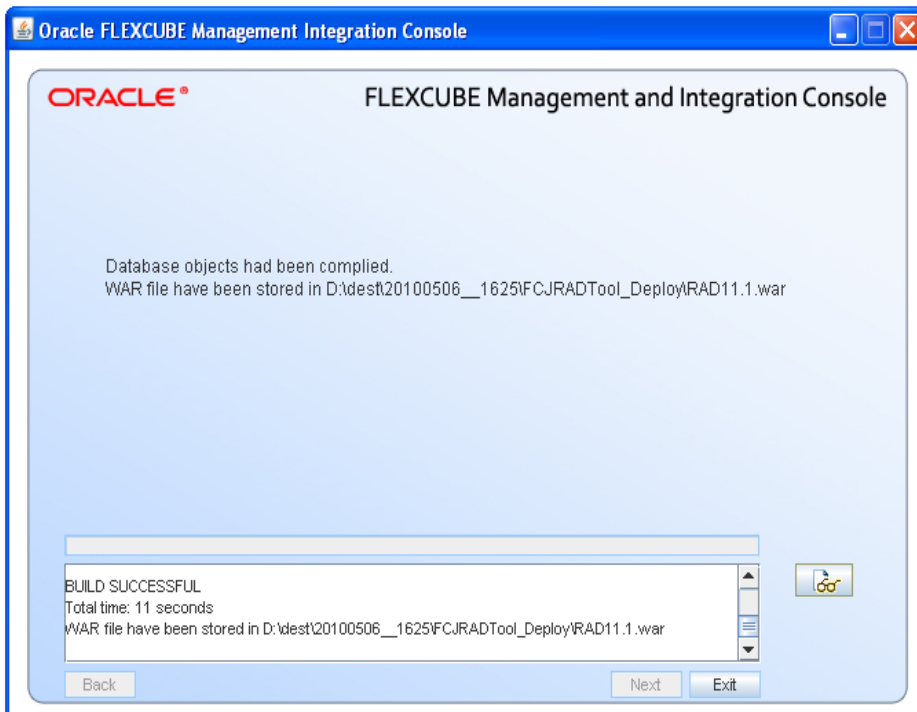 Oracle FLEXCUBE Management Integration Console
ORACLE®
FLEXCUBE Management and Integration Console
Database objects had been complied.
WAR file have been stored in D:\dest\20100506__1625\FCJRADTool_Deploy\RAD11.1.war
BUILD SUCCESSFUL
Total time: 11 seconds
WAR file have been stored in D:\dest\20100506__1625\FCJRADTool_Deploy\RAD11.1.war
Back
Next
Exit